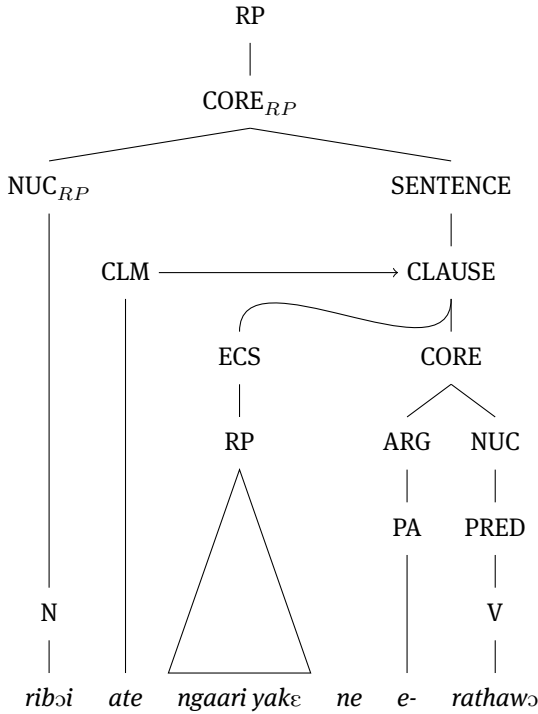 RP
CORE_RP
NUC_RP SENTENCE
CLM CLAUSE
ECS CORE
RP ARG NUC
PA PRED
N V
ribɔi ate ngaari yakɛ ne e- rathawɔ